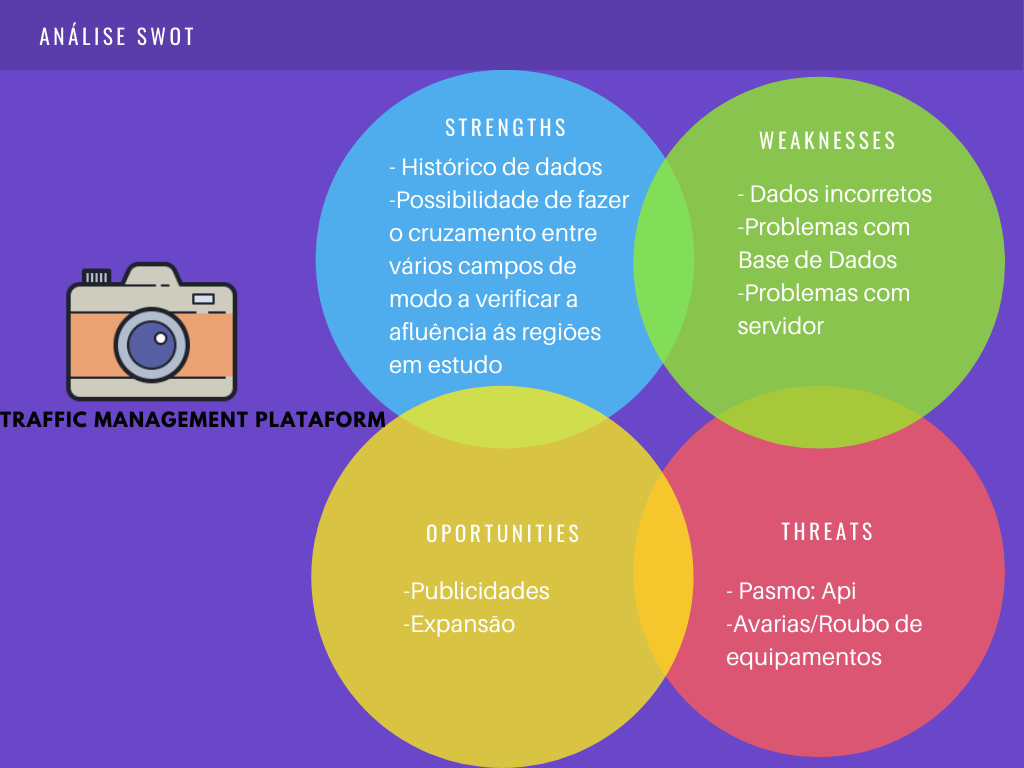 ANÁLISE SWOT
STRENGTHS
- Histórico de dados
-Possibilidade de fazer
o cruzamento entre
vários campos de
modo a verificar a
afluência ás regiões
em estudo
WEAKNESSES
- Dados incorretos
-Problemas com
Base de Dados
-Problemas com
servidor
TRAFFIC MANAGEMENT PLATAFORM
OPORTUNITIES
-Publicidades
-Expansão
THREATS
- Pasmo: Api
-Avarias/Roubo de
equipamentos